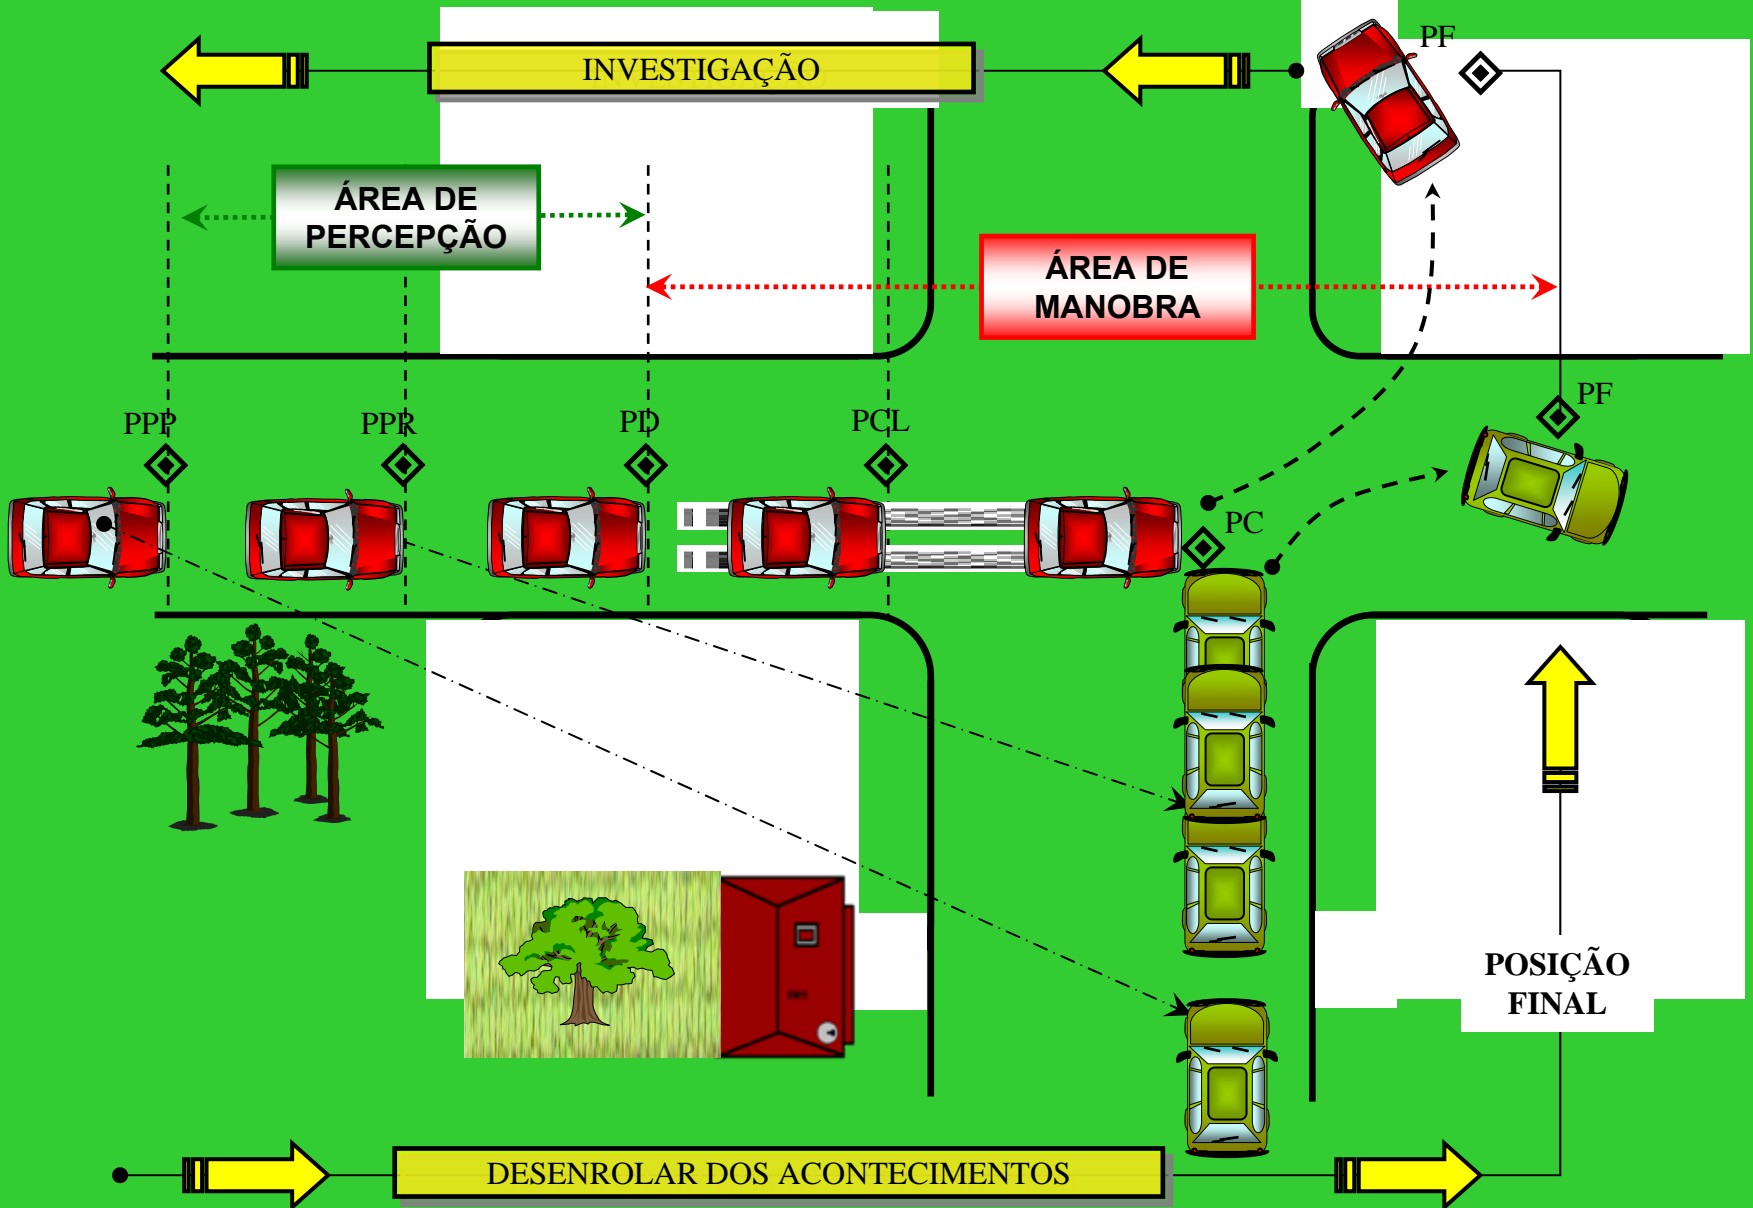 PF
INVESTIGAÇÃO
ÁREA DE
PERCEPÇÃO
ÁREA DE
MANOBRA
PPP
PPR
PD
PCL
PF
PC
POSIÇÃO
FINAL
DESENROLAR DOS ACONTECIMENTOS